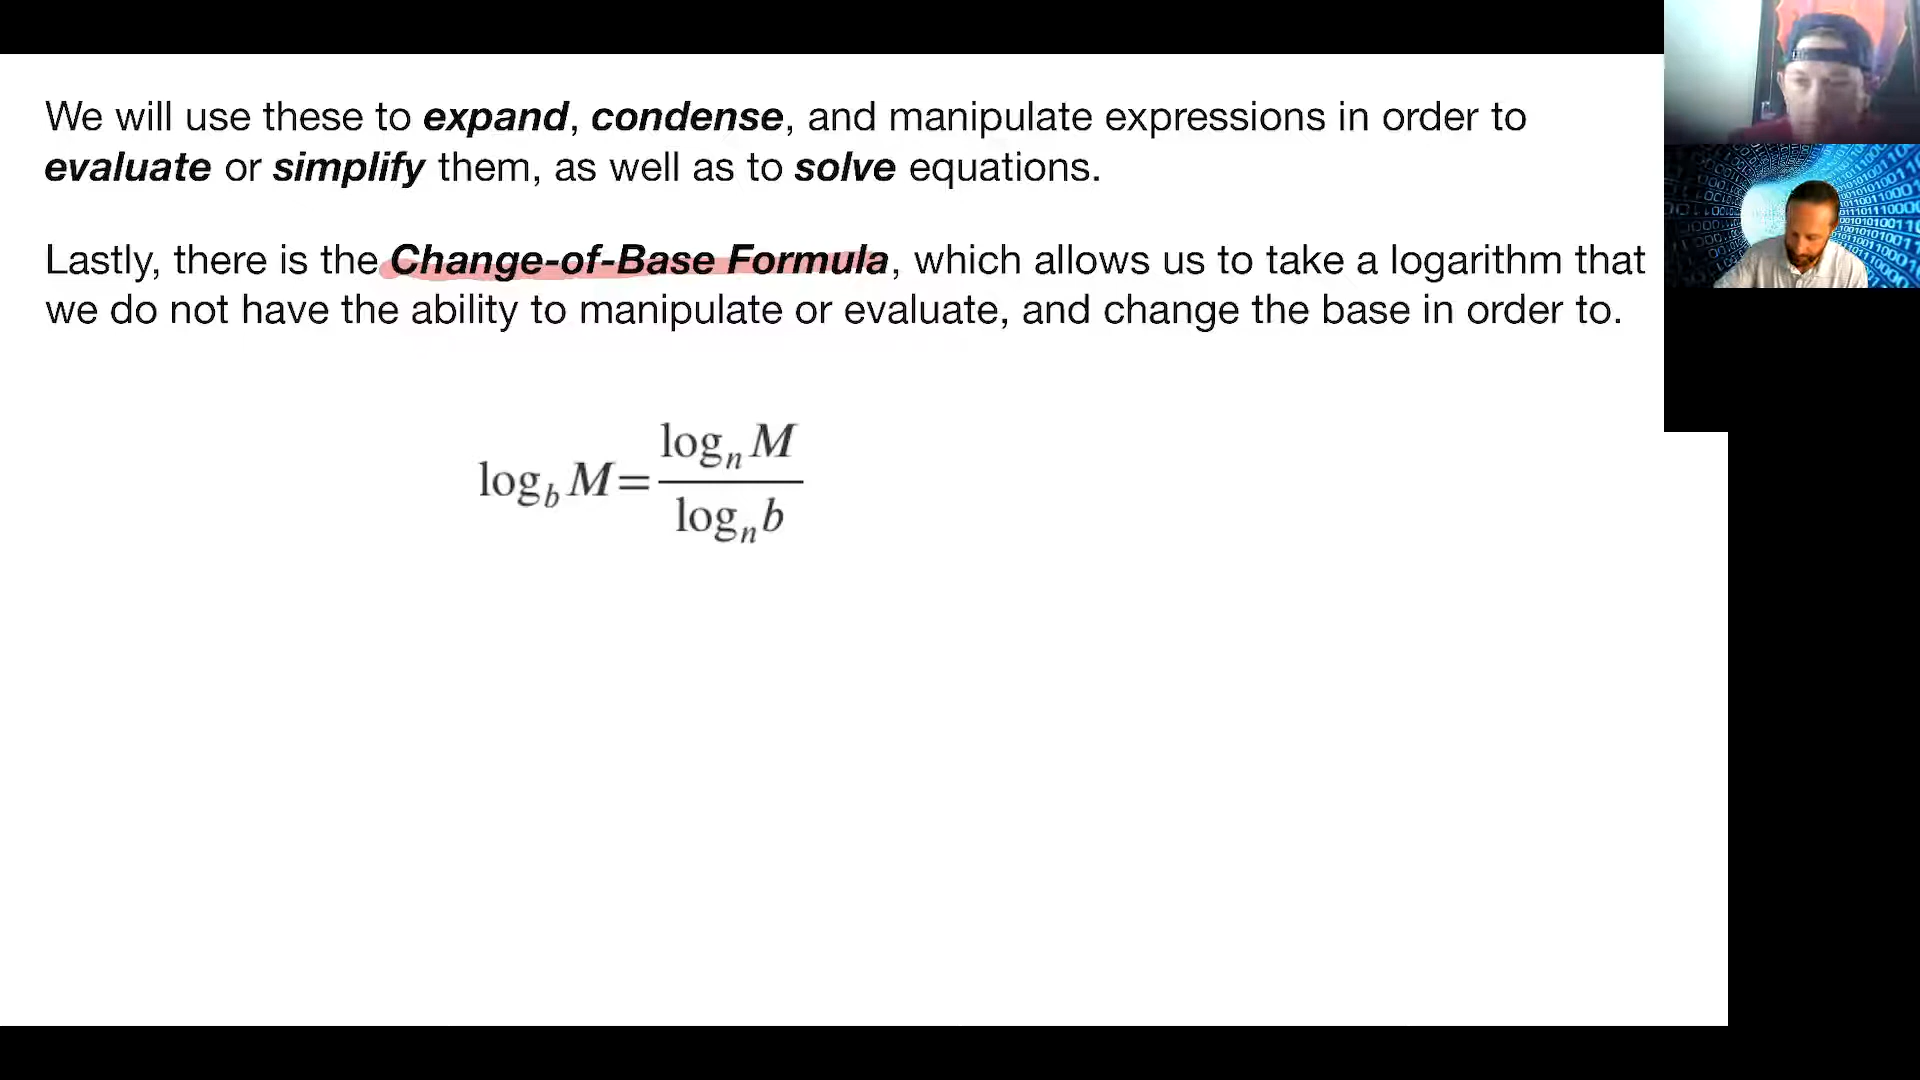 We will use these to expand, condense, and manipulate expressions in order to
evaluate or simplify them, as well as to solve equations.
Lastly, there is the Change-of-Base Formula, which allows us to take a logarithm that
we do not have the ability to manipulate or evaluate, and change the base in order to.
log_b M = \frac{log_n M}{log_n b}